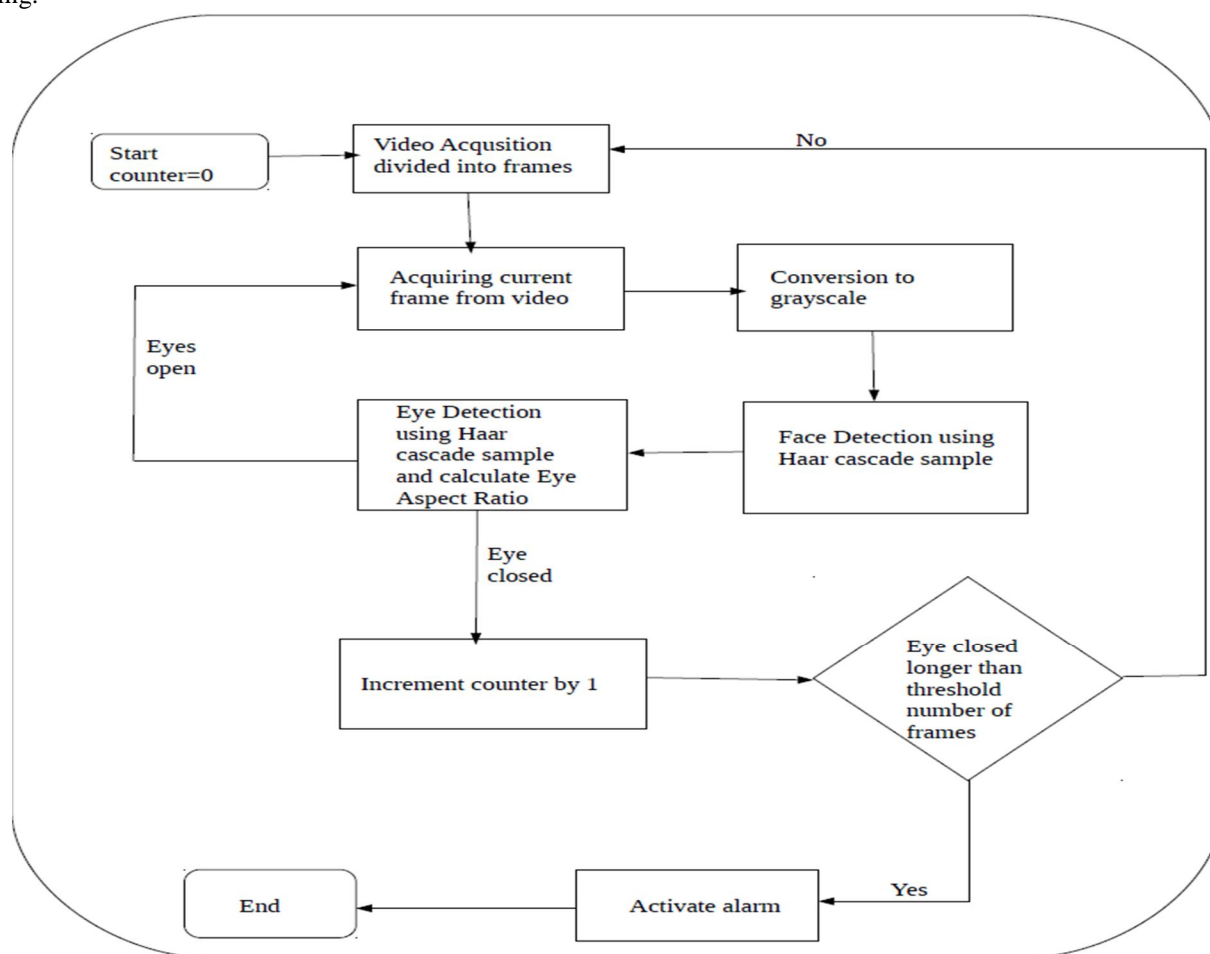 Start
counter=0
Video Acqusition
divided into frames
No
Acquiring current
frame from video
Conversion to
grayscale
Eyes
open
Eye Detection
using Haar
cascade sample
and calculate Eye
Aspect Ratio
Face Detection using
Haar cascade sample
Eye
closed
Increment counter by 1
Eye closed
longer than
threshold
number of
frames
Yes
Activate alarm
End